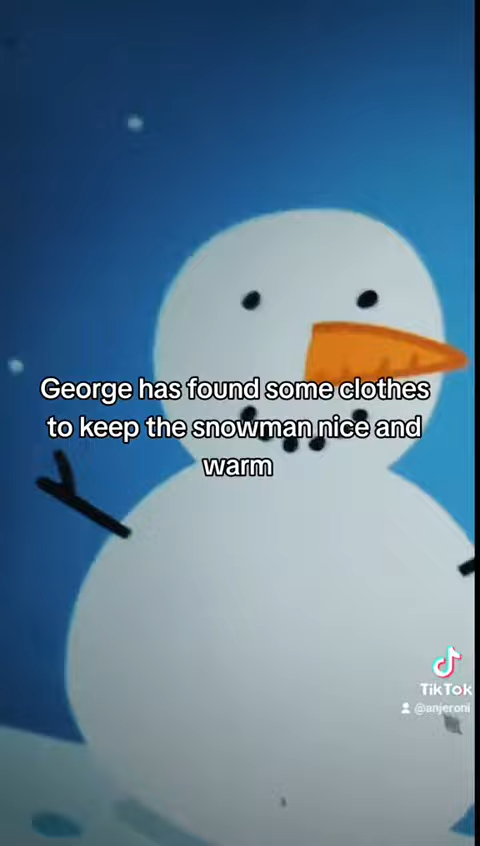 George has found some clothes
to keep the snowman nice and
warm
TikTok
@anjeroni